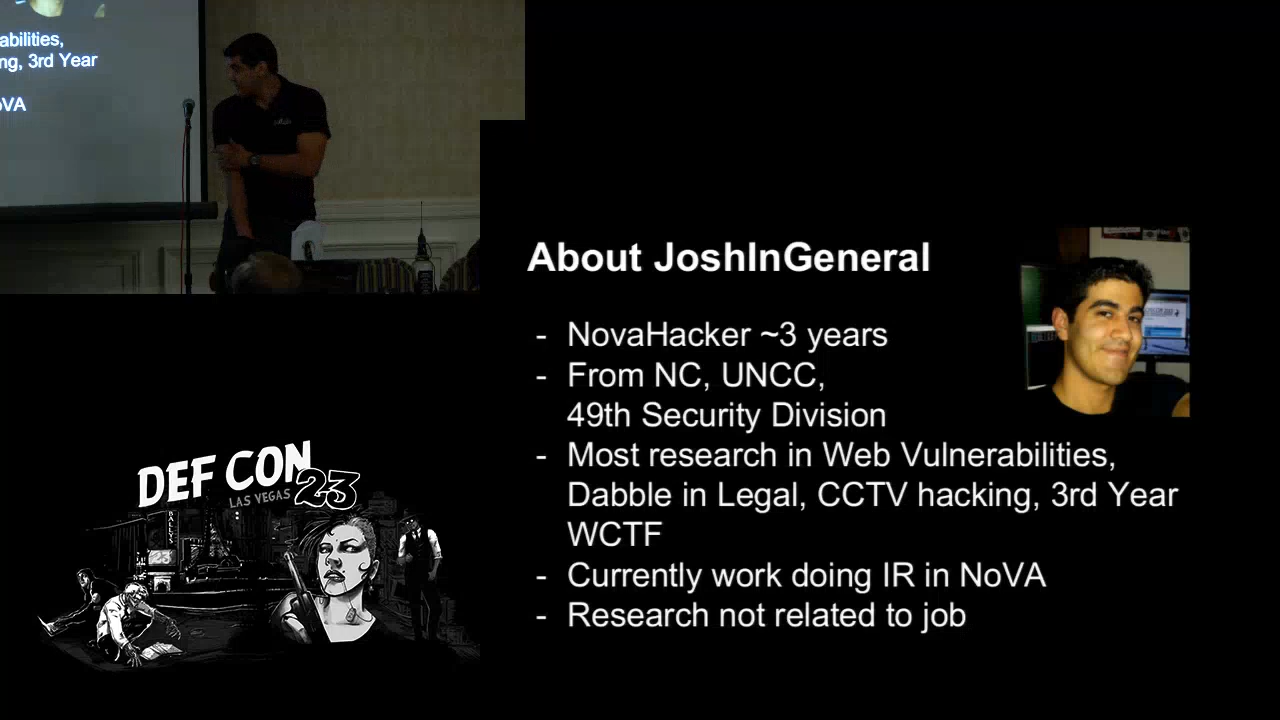 abilities,
ng, 3rd Year
oVA
About JoshInGeneral
- NovaHacker ~3 years
- From NC, UNCC,
49th Security Division
- Most research in Web Vulnerabilities,
Dabble in Legal, CCTV hacking, 3rd Year
WCTF
- Currently work doing IR in NoVA
- Research not related to job
DEF CON
LAS VEGAS 23
BALLY'S
23